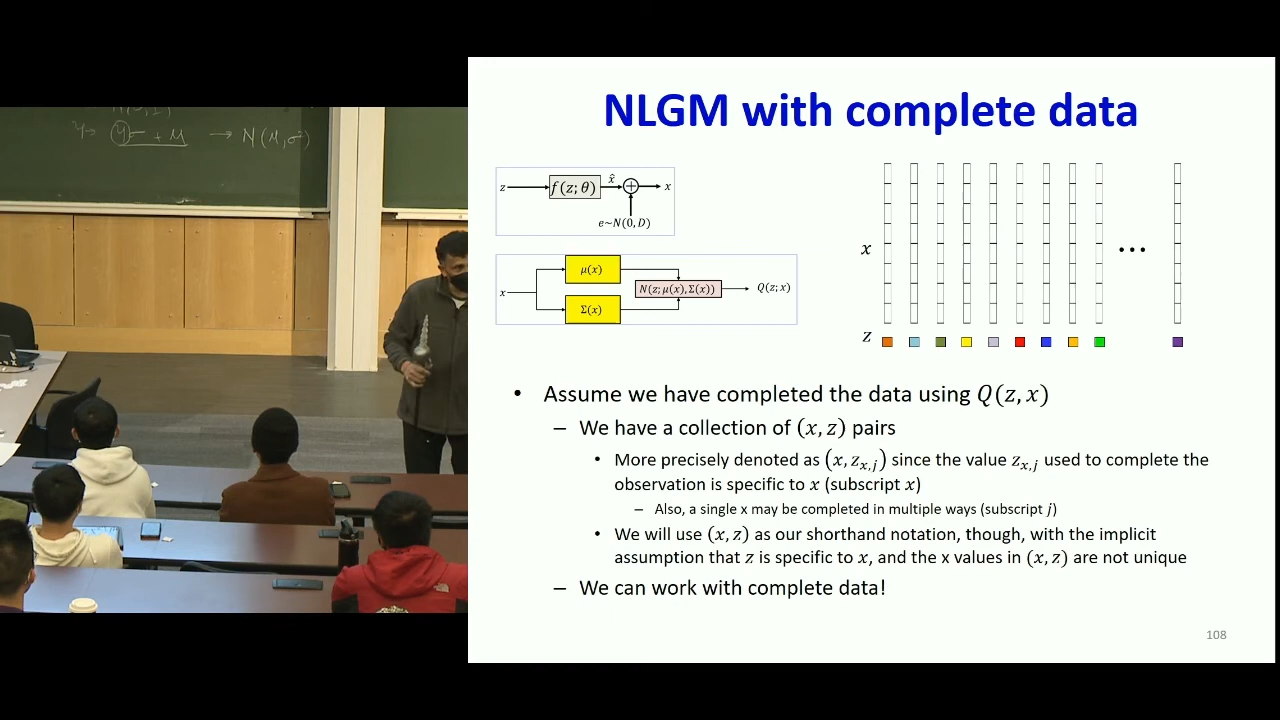 NLGM with complete data
z f(z;θ) x̂ + x
e~N(0,D)
x μ(x) Σ(x) N(z;μ(x),Σ(x)) Q(z;x)
x ...
z
• Assume we have completed the data using Q(z,x)
– We have a collection of (x,z) pairs
• More precisely denoted as (x,z_{x,j}) since the value z_{x,j} used to complete the
observation is specific to x (subscript x)
– Also, a single x may be completed in multiple ways (subscript j)
• We will use (x,z) as our shorthand notation, though, with the implicit
assumption that z is specific to x, and the x values in (x,z) are not unique
– We can work with complete data!
108
→ N(μ,σ²)